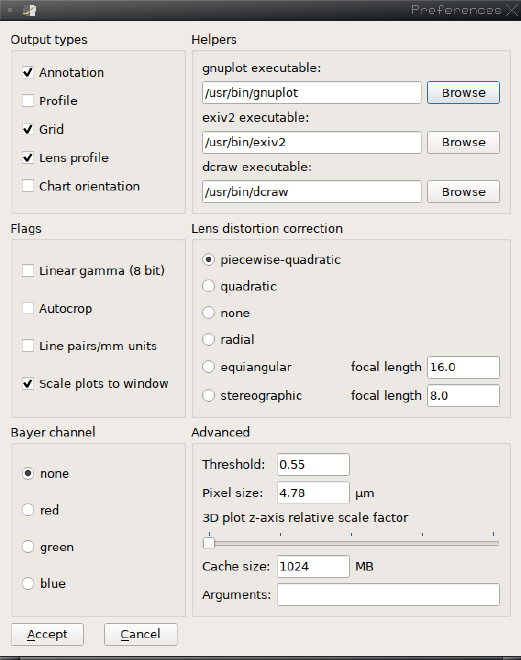 Preferences
Output types
Annotation
Profile
Grid
Lens profile
Chart orientation
Helpers
gnuplot executable:
/usr/bin/gnuplot Browse
exiv2 executable:
/usr/bin/exiv2 Browse
dcraw executable:
/usr/bin/dcraw Browse
Flags
Linear gamma (8 bit)
Autocrop
Line pairs/mm units
Scale plots to window
Lens distortion correction
piecewise-quadratic
quadratic
none
radial
equiangular focal length 16.0
stereographic focal length 8.0
Bayer channel
none
red
green
blue
Advanced
Threshold: 0.55
Pixel size: 4.78 µm
3D plot z-axis relative scale factor
Cache size: 1024 MB
Arguments:
Accept Cancel